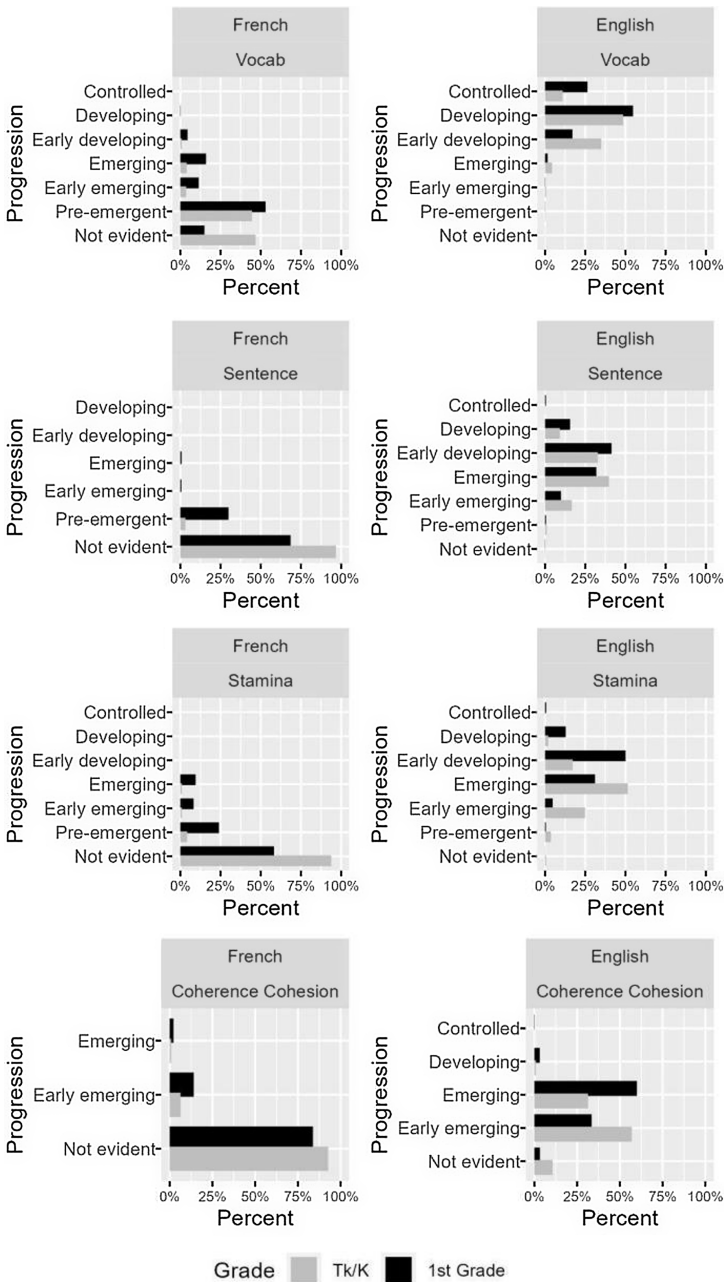 French
Vocab
Progression
Controlled
Developing
Early developing
Emerging
Early emerging
Pre-emergent
Not evident
0% 25% 50% 75% 100%
Percent
English
Vocab
Progression
Controlled
Developing
Early developing
Emerging
Early emerging
Pre-emergent
Not evident
0% 25% 50% 75% 100%
Percent
French
Sentence
Progression
Developing
Early developing
Emerging
Early emerging
Pre-emergent
Not evident
0% 25% 50% 75% 100%
Percent
English
Sentence
Progression
Controlled
Developing
Early developing
Emerging
Early emerging
Pre-emergent
Not evident
0% 25% 50% 75% 100%
Percent
French
Stamina
Progression
Controlled
Developing
Early developing
Emerging
Early emerging
Pre-emergent
Not evident
0% 25% 50% 75% 100%
Percent
English
Stamina
Progression
Controlled
Developing
Early developing
Emerging
Early emerging
Pre-emergent
Not evident
0% 25% 50% 75% 100%
Percent
French
Coherence Cohesion
Progression
Emerging
Early emerging
Not evident
0% 25% 50% 75% 100%
Percent
English
Coherence Cohesion
Progression
Controlled
Developing
Emerging
Early emerging
Not evident
0% 25% 50% 75% 100%
Percent
Grade Tk/K 1st Grade